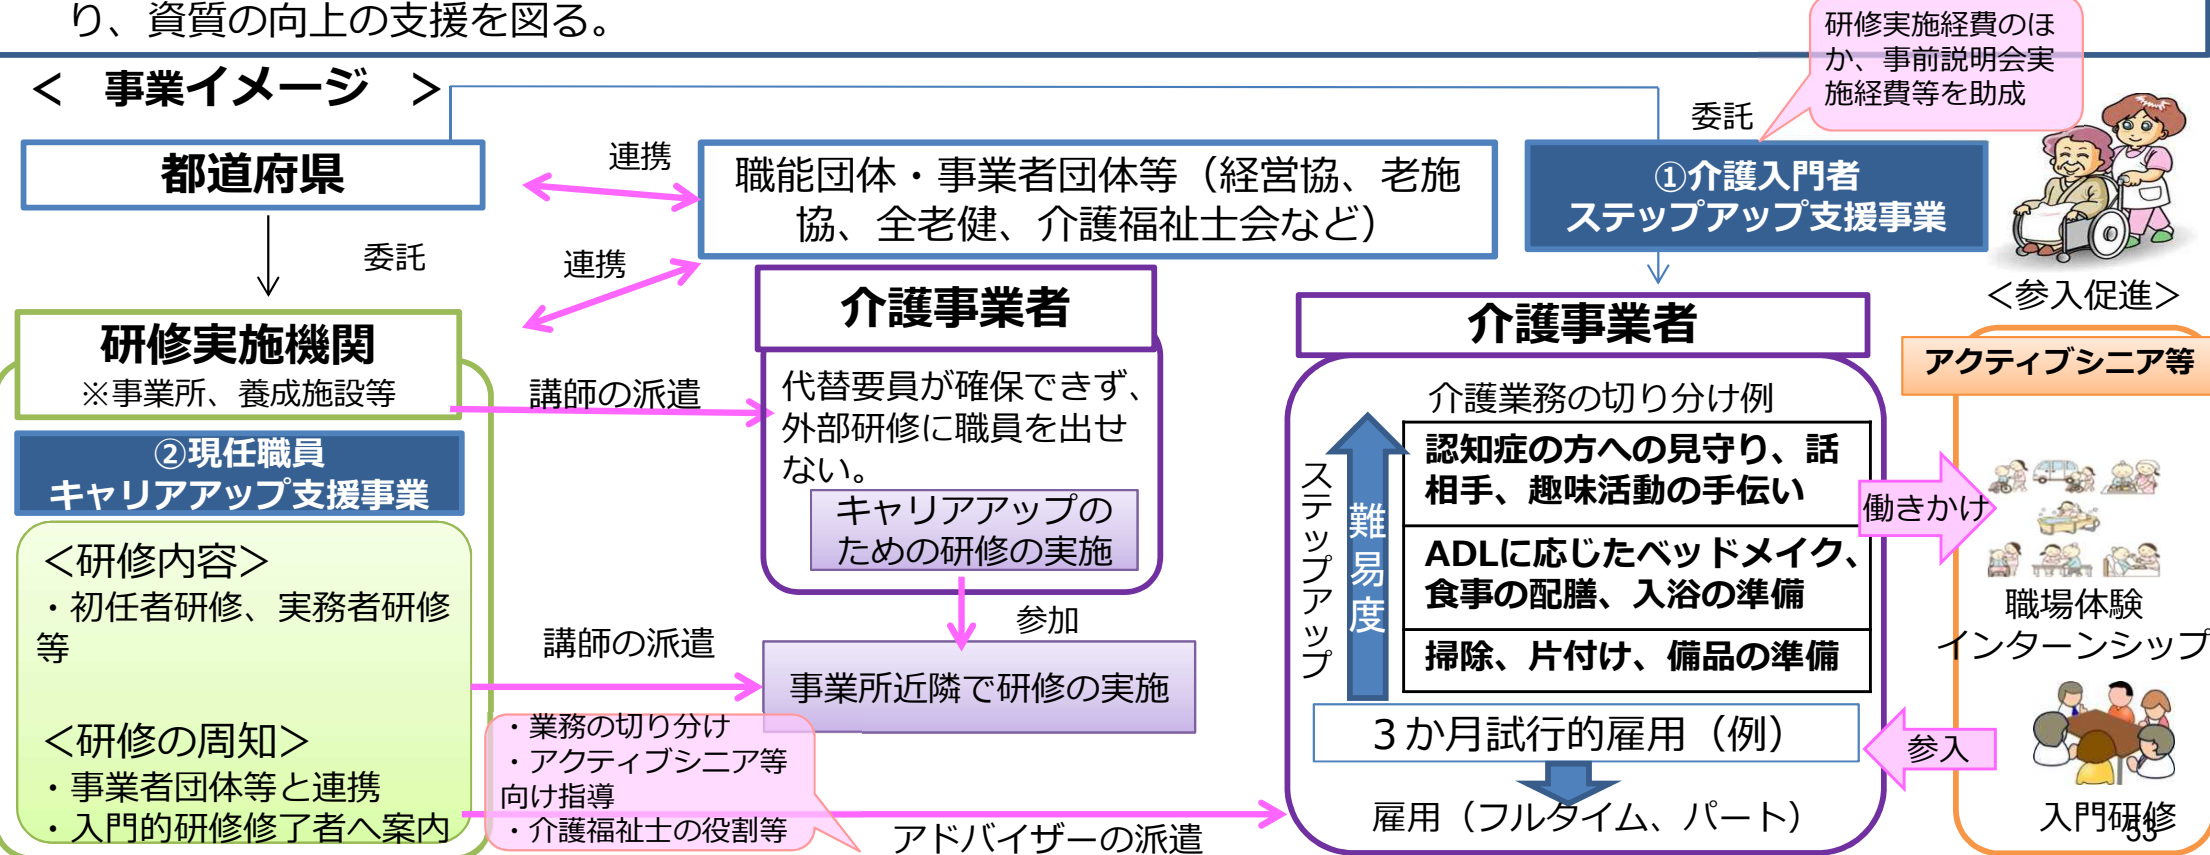 り、資質の向上の支援を図る。
研修実施経費のほ
か、事前説明会実
施経費等を助成
＜　事業イメージ　＞
委託
都道府県
連携
職能団体・事業者団体等（経営協、老施
協、全老健、介護福祉士会など）
①介護入門者
ステップアップ支援事業
委託
連携
＜参入促進＞
研修実施機関
※事業所、養成施設等
介護事業者
介護事業者
アクティブシニア等
講師の派遣
代替要員が確保できず、
外部研修に職員を出せ
ない。
キャリアアップの
ための研修の実施
②現任職員
キャリアアップ支援事業
＜研修内容＞
・初任者研修、実務者研修
等
＜研修の周知＞
・事業者団体等と連携
・入門的研修修了者へ案内
参加
講師の派遣
事業所近隣で研修の実施
・業務の切り分け
・アクティブシニア等
向け指導
・介護福祉士の役割等
アドバイザーの派遣
介護業務の切り分け例
ステップアップ
難易度
認知症の方への見守り、話
相手、趣味活動の手伝い
ADLに応じたベッドメイク、
食事の配膳、入浴の準備
掃除、片付け、備品の準備
３か月試行的雇用（例）
雇用（フルタイム、パート）
働きかけ
職場体験
インターンシップ
参入
入門研修
53